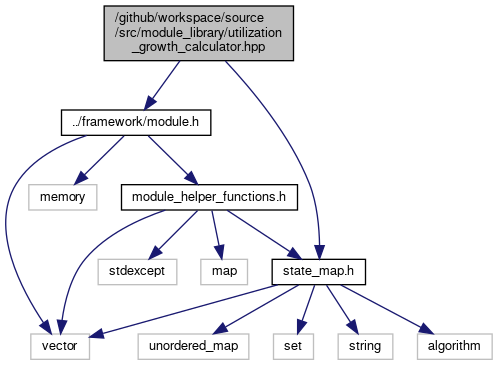 /github/workspace/source
/src/module_library/utilization
_growth_calculator.hpp
../framework/module.h
memory
module_helper_functions.h
stdexcept
map
state_map.h
vector
unordered_map
set
string
algorithm